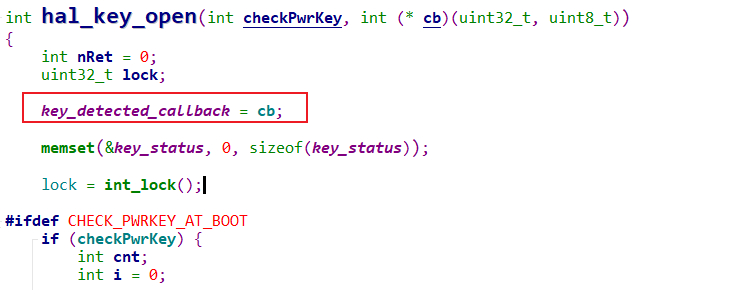 int hal_key_open(int checkPwrKey, int (* cb)(uint32_t, uint8_t))
{
    int nRet = 0;
    uint32_t lock;
    key_detected_callback = cb;
    memset(&key_status, 0, sizeof(key_status));
    lock = int_lock();
#ifdef CHECK_PWRKEY_AT_BOOT
    if (checkPwrKey) {
        int cnt;
        int i = 0;